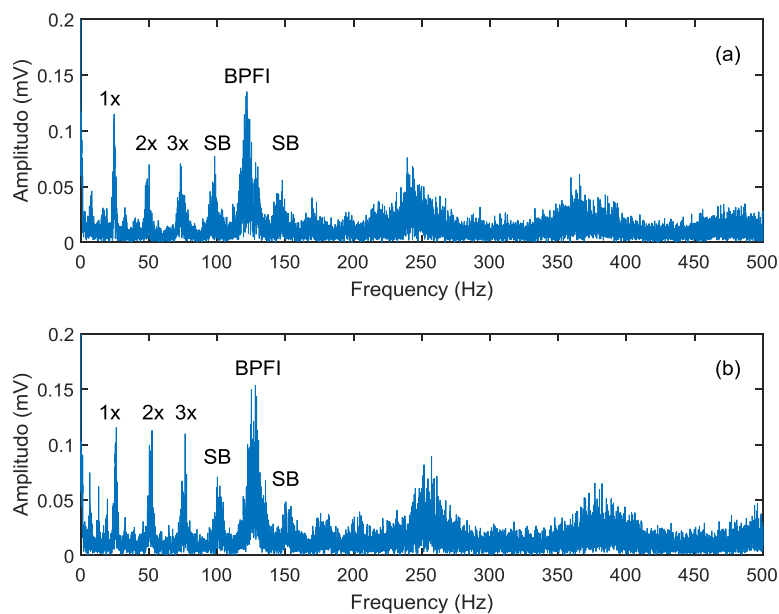 0.2
(a)
BPFI
0.15
1x
2x 3x SB SB
0.1
0.05
0
Amplitudo (mV)
0 50 100 150 200 250 300 350 400 450 500
Frequency (Hz)
0.2
(b)
BPFI
0.15
1x 2x 3x
SB
SB
0.1
0.05
0
Amplitudo (mV)
0 50 100 150 200 250 300 350 400 450 500
Frequency (Hz)